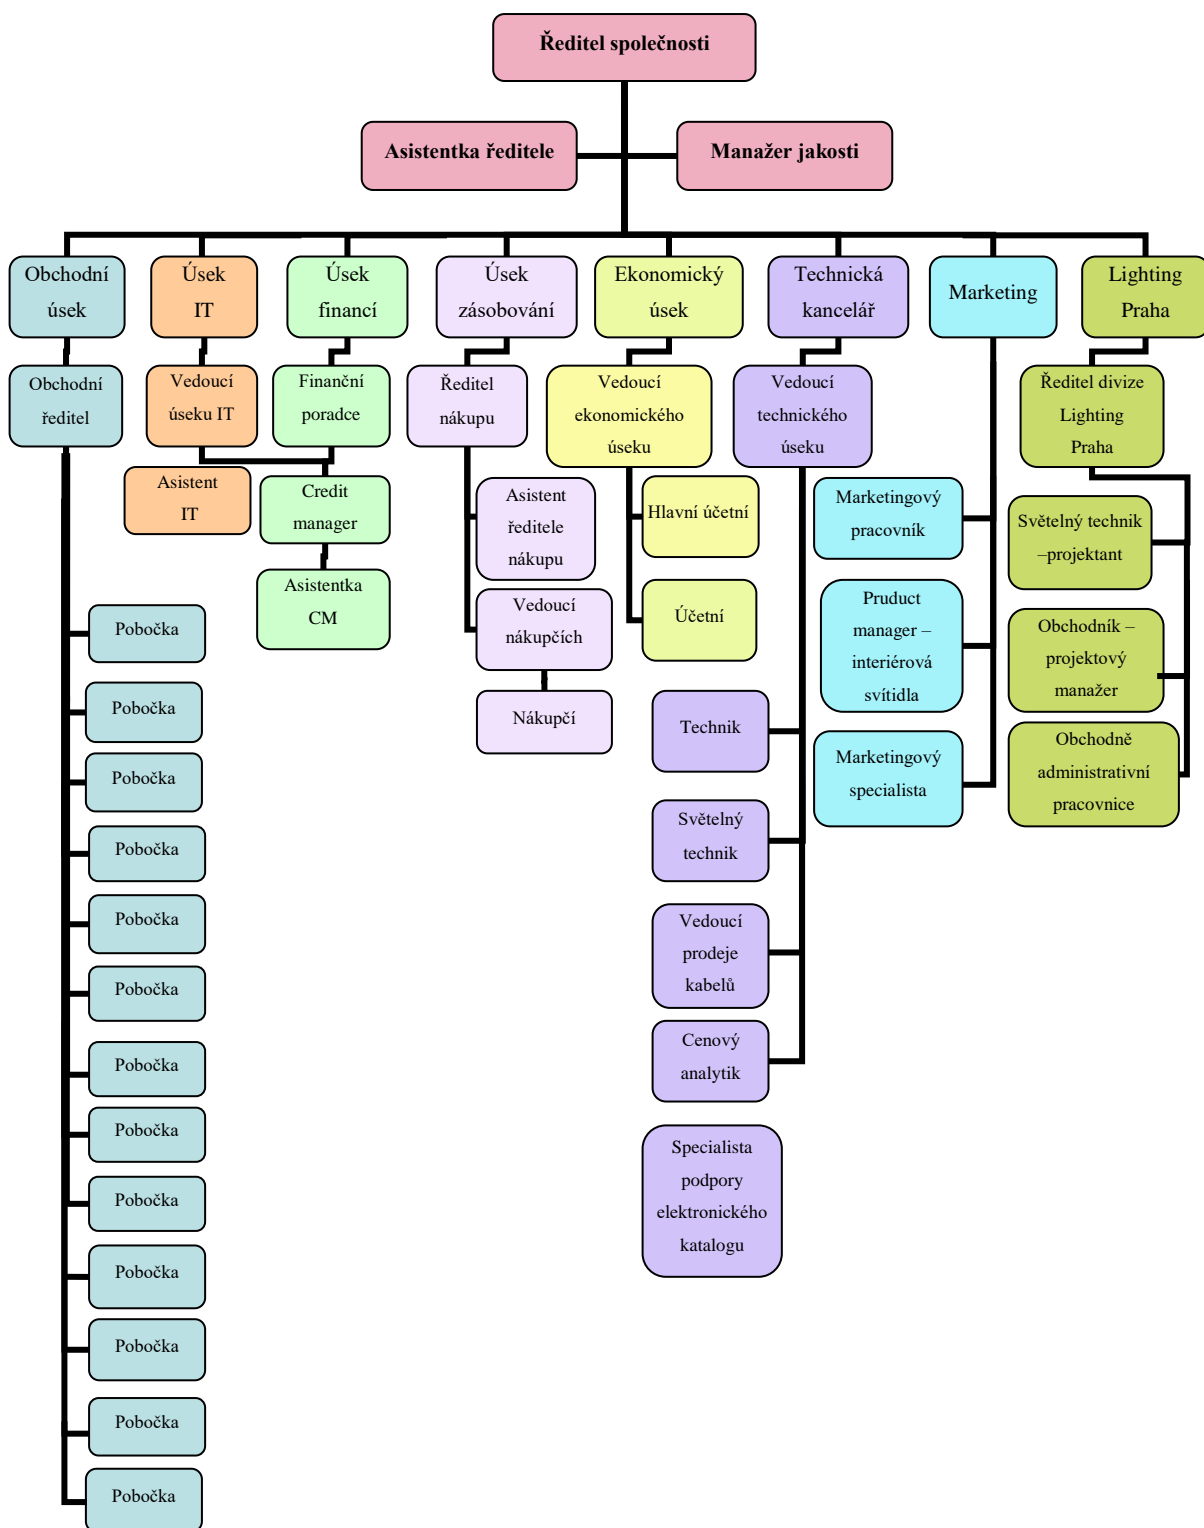 Ředitel společnosti
Asistentka ředitele
Manažer jakosti
Obchodní
úsek
Úsek
IT
Úsek
financí
Úsek
zásobování
Ekonomický
úsek
Technická
kancelář
Marketing
Lighting
Praha
Obchodní
ředitel
Vedoucí
úseku IT
Finanční
poradce
Ředitel
nákupu
Vedoucí
ekonomického
úseku
Vedoucí
technického
úseku
Ředitel divize
Lighting
Praha
Asistent
IT
Credit
manager
Asistentka
CM
Asistent
ředitele
nákupu
Vedoucí
nákupčích
Nákupčí
Hlavní účetní
Účetní
Technik
Světelný
technik
Vedoucí
prodeje
kabelů
Cenový
analytik
Specialista
podpory
elektronického
katalogu
Marketingový
pracovník
Pruduct
manager –
interiérová
svítidla
Marketingový
specialista
Světelný technik
–projektant
Obchodník –
projektový
manažer
Obchodně
administrativní
pracovnice
Pobočka
Pobočka
Pobočka
Pobočka
Pobočka
Pobočka
Pobočka
Pobočka
Pobočka
Pobočka
Pobočka
Pobočka
Pobočka